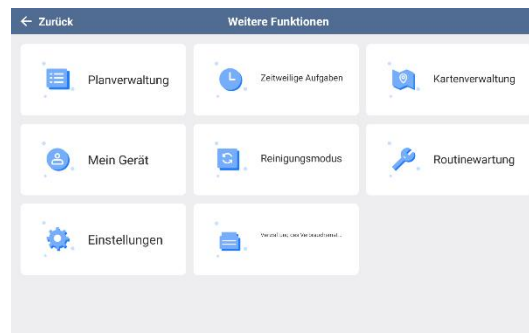 Zurück
Weitere Funktionen
Planverwaltung
Zeitweilige Aufgaben
Kartenverwaltung
Mein Gerät
Reinigungsmodus
Routinewartung
Einstellungen